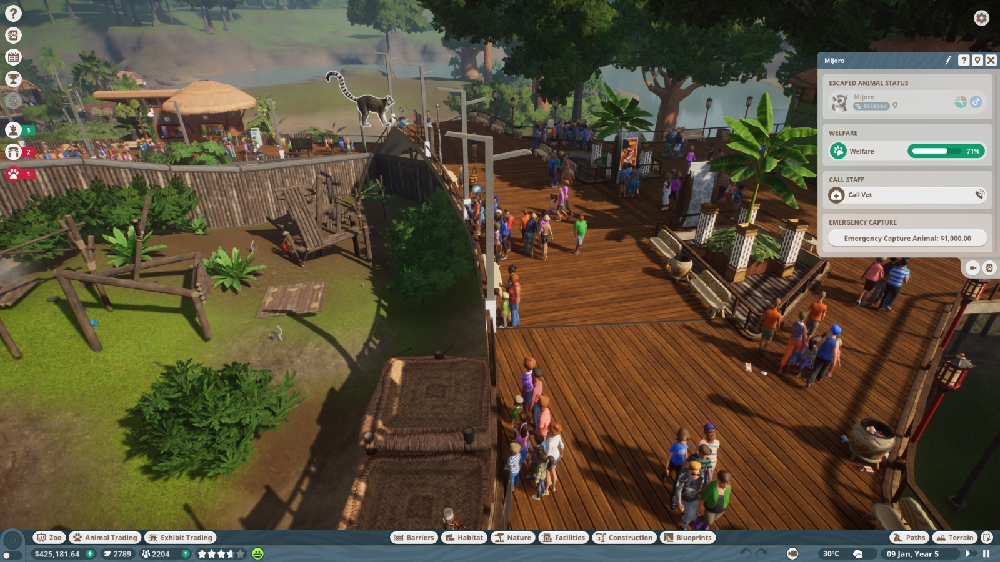 ?
3
2
1
Mijoro
?
ESCAPED ANIMAL STATUS
Mijoro
Escaped
WELFARE
Welfare
71%
CALL STAFF
Call Vet
EMERGENCY CAPTURE
Emergency Capture Animal: $1,000.00
Zoo
Animal Trading
Exhibit Trading
Barriers
Habitat
Nature
Facilities
Construction
Blueprints
Paths
Terrain
$425,181.64
2789
2204
30°C
09 Jan, Year 5